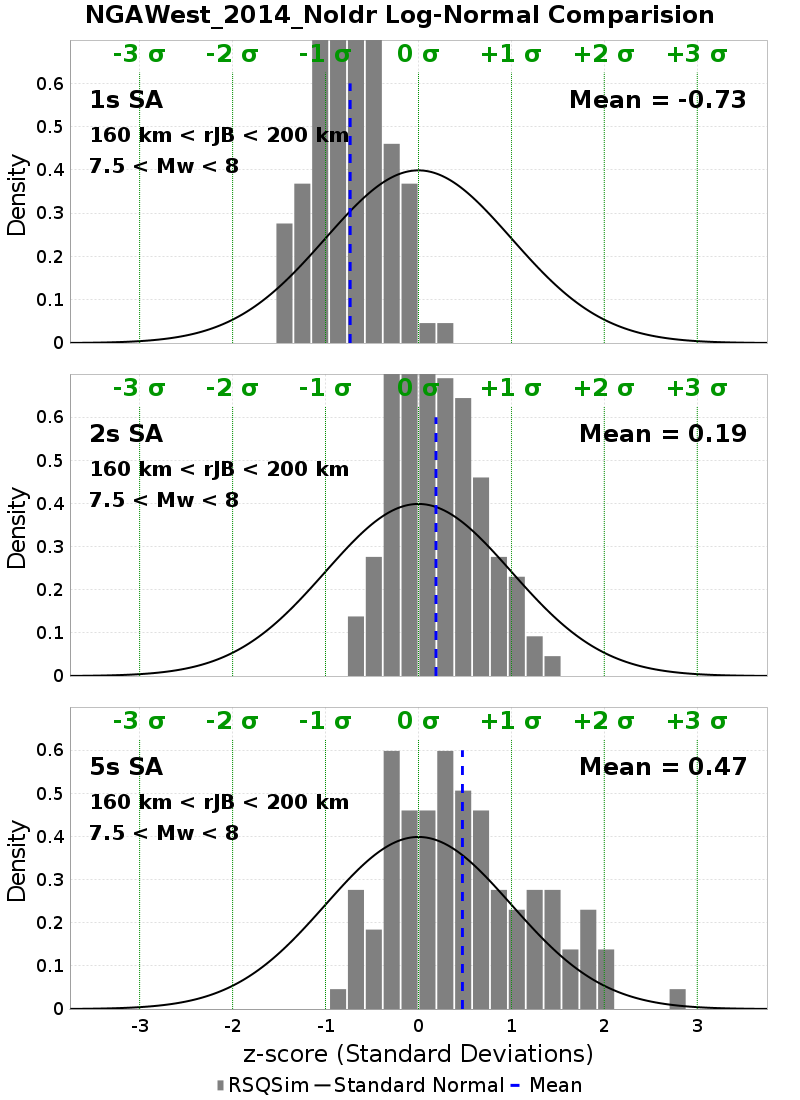 NGAWest_2014_NoIdr Log-Normal Comparision
-3 σ -2 σ -1 σ 0 σ +1 σ +2 σ +3 σ
1s SA Mean = -0.73
160 km < rJB < 200 km
7.5 < Mw < 8
0.6
0.5
0.4
0.3
0.2
0.1
0
Density
-3 σ -2 σ -1 σ 0 σ +1 σ +2 σ +3 σ
2s SA Mean = 0.19
160 km < rJB < 200 km
7.5 < Mw < 8
0.6
0.5
0.4
0.3
0.2
0.1
0
Density
-3 σ -2 σ -1 σ 0 σ +1 σ +2 σ +3 σ
5s SA Mean = 0.47
160 km < rJB < 200 km
7.5 < Mw < 8
0.6
0.5
0.4
0.3
0.2
0.1
0
Density
-3 -2 -1 0 1 2 3
z-score (Standard Deviations)
RSQSim Standard Normal Mean